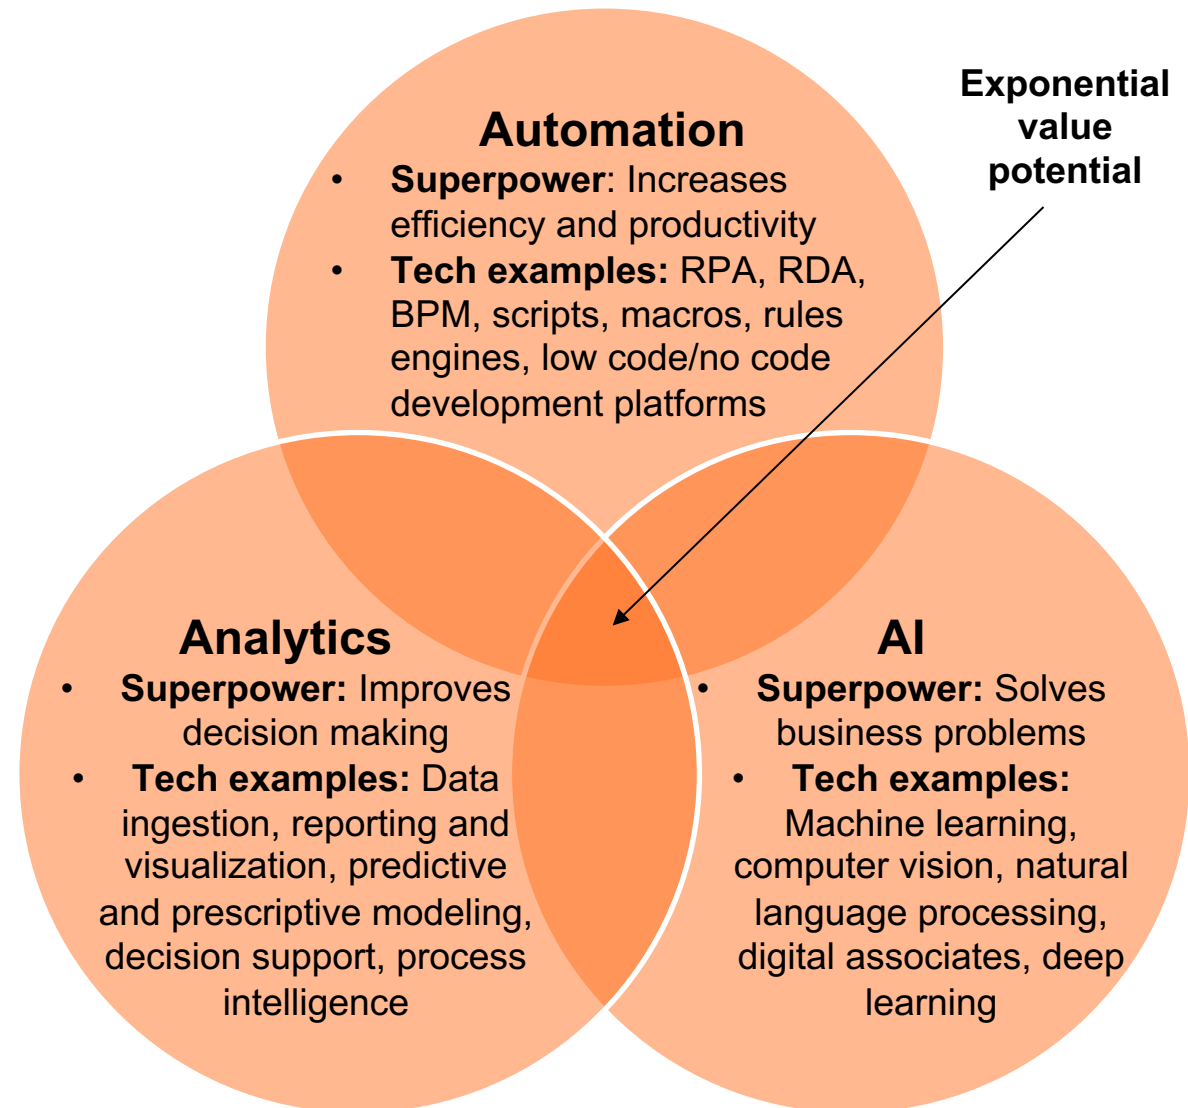 Exponential
value
potential
Automation
• Superpower: Increases
efficiency and productivity
• Tech examples: RPA, RDA,
BPM, scripts, macros, rules
engines, low code/no code
development platforms
Analytics
• Superpower: Improves
decision making
• Tech examples: Data
ingestion, reporting and
visualization, predictive
and prescriptive modeling,
decision support, process
intelligence
AI
• Superpower: Solves
business problems
• Tech examples:
Machine learning,
computer vision, natural
language processing,
digital associates, deep
learning